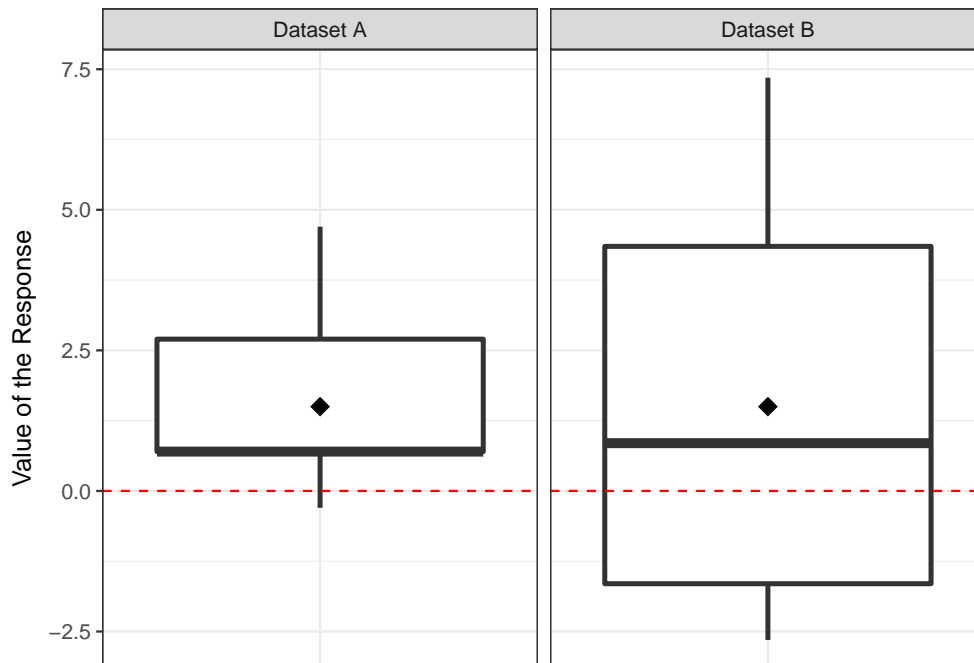 Dataset A
Dataset B
Value of the Response
7.5
5.0
2.5
0.0
−2.5